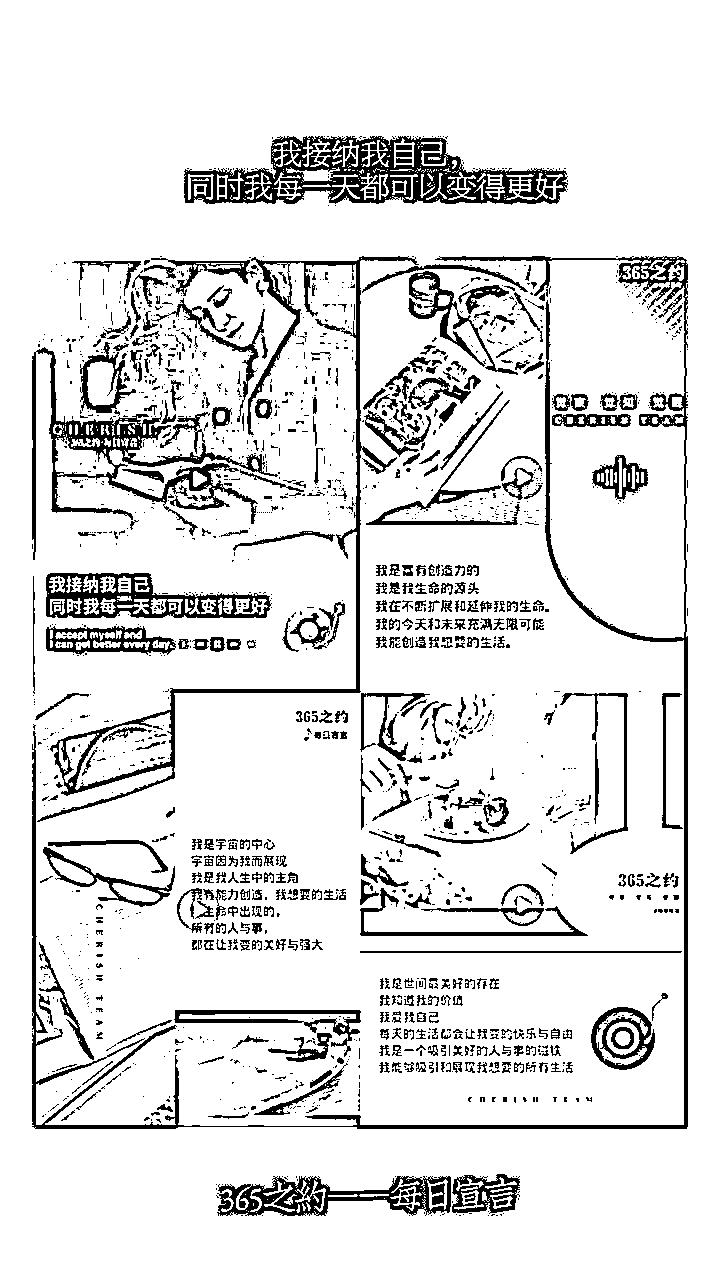 我接纳我自己,
同时我每一天都可以变得更好
365之约
CHERISH
CHERISH TEAM
我接纳我自己
同时我每一天都可以变得更好
I accept myself and
I can get better every day.
我是富有创造力的
我是我生命的源头
我在不断扩展和延伸我的生命。
我的今天和未来充满无限可能
我能创造我想要的生活。
365之约
每日宣言
我是宇宙的中心
宇宙因为我而展现
我是我人生中的主角
我有能力创造,我想要的生活
生命中出现的,
所有的人与事,
都在让我变的美好与强大
CHERISH TEAM
365之约
我是世间最美好的存在
我知道我的价值
我爱我自己
每天的生活都会让我变的快乐与自由
我是一个吸引美好的人与事的磁铁
我能够吸引和展现我想要的所有生活
CHERISH TEAM
365之約——每日宣言